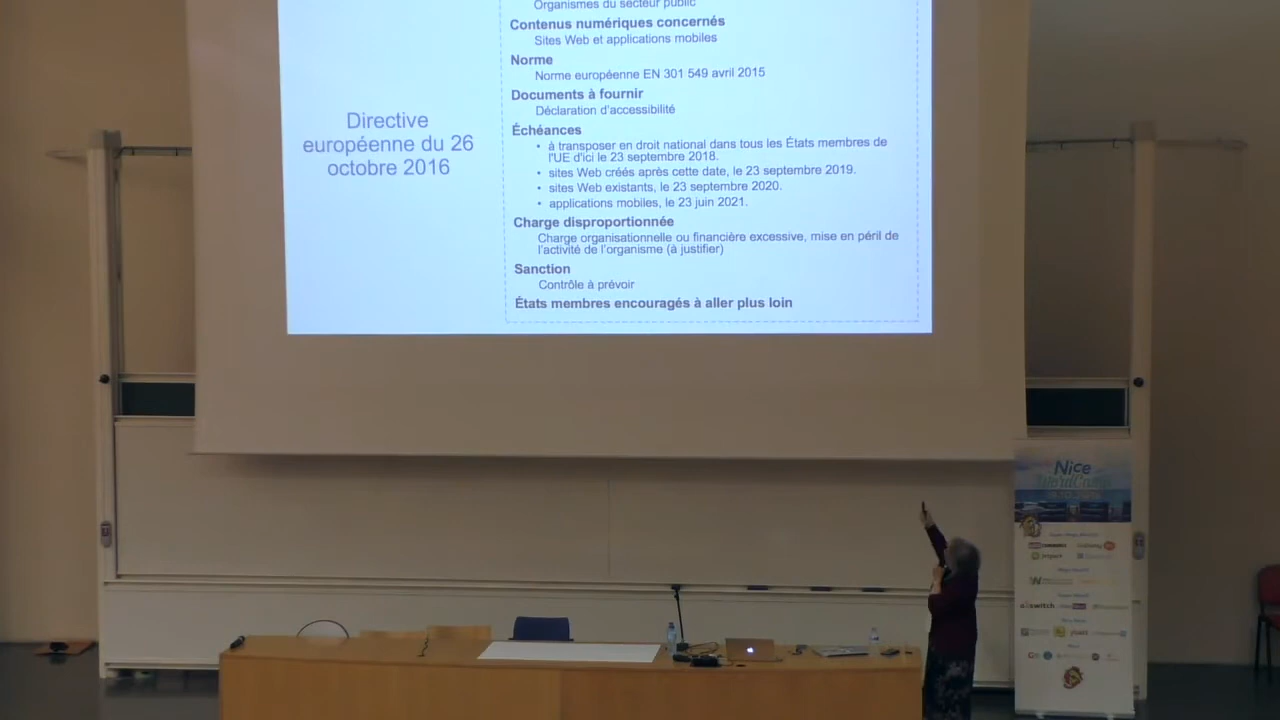 Organismes du secteur public
Contenus numériques concernés
Sites Web et applications mobiles
Norme
Norme européenne EN 301 549 avril 2015
Documents à fournir
Déclaration d'accessibilité
Directive
européenne du 26
octobre 2016
Échéances
• à transposer en droit national dans tous les États membres de
l'UE d'ici le 23 septembre 2018.
• sites Web créés après cette date, le 23 septembre 2019.
• sites Web existants, le 23 septembre 2020.
• applications mobiles, le 23 juin 2021.
Charge disproportionnée
Charge organisationnelle ou financière excessive, mise en péril de
l'activité de l'organisme (à justifier)
Sanction
Contrôle à prévoir
États membres encouragés à aller plus loin
Nice
WordCamp